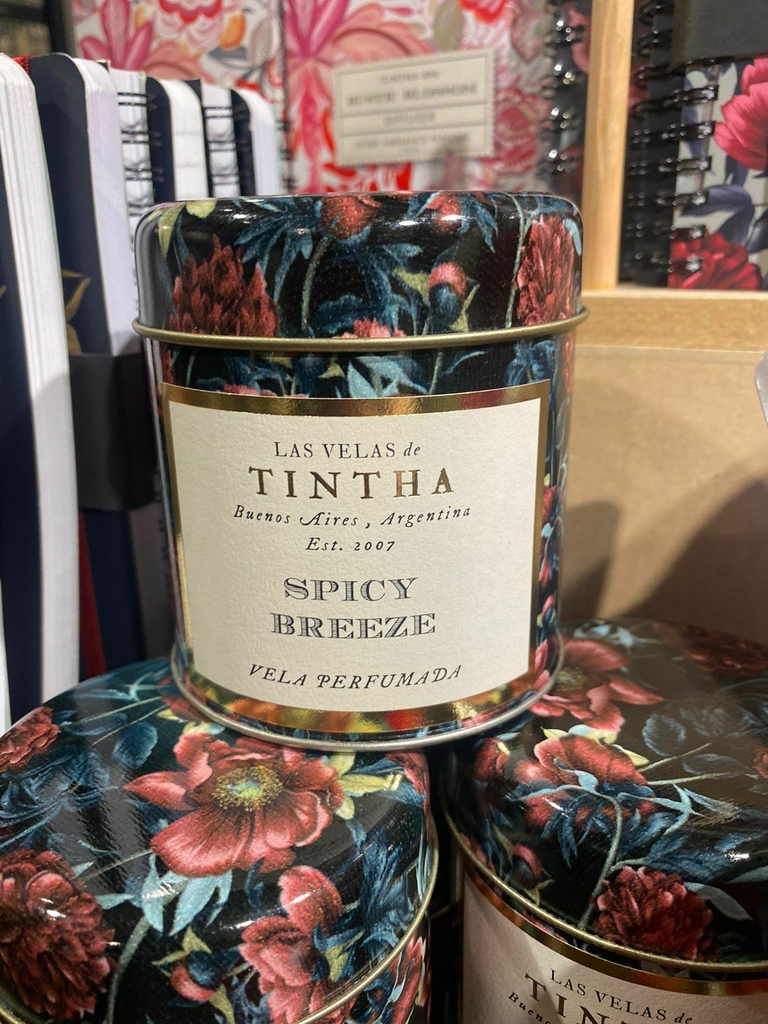 LAS VELAS de
TINTHA
Buenos Aires, Argentina
Est. 2007
SPICY
BREEZE
VELA PERFUMADA
LAS VELAS de